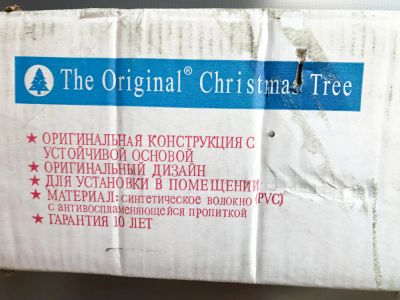 The Original® Christmas Tree
★ ОРИГИНАЛЬНАЯ КОНСТРУКЦИЯ С
УСТОЙЧИВОЙ ОСНОВОЙ
★ ОРИГИНАЛЬНЫЙ ДИЗАЙН
★ ДЛЯ УСТАНОВКИ В ПОМЕЩЕНИИ
★ МАТЕРИАЛ: синтетическое волокно (PVC)
с антивоспламеняющейся пропиткой
★ ГАРАНТИЯ 10 ЛЕТ